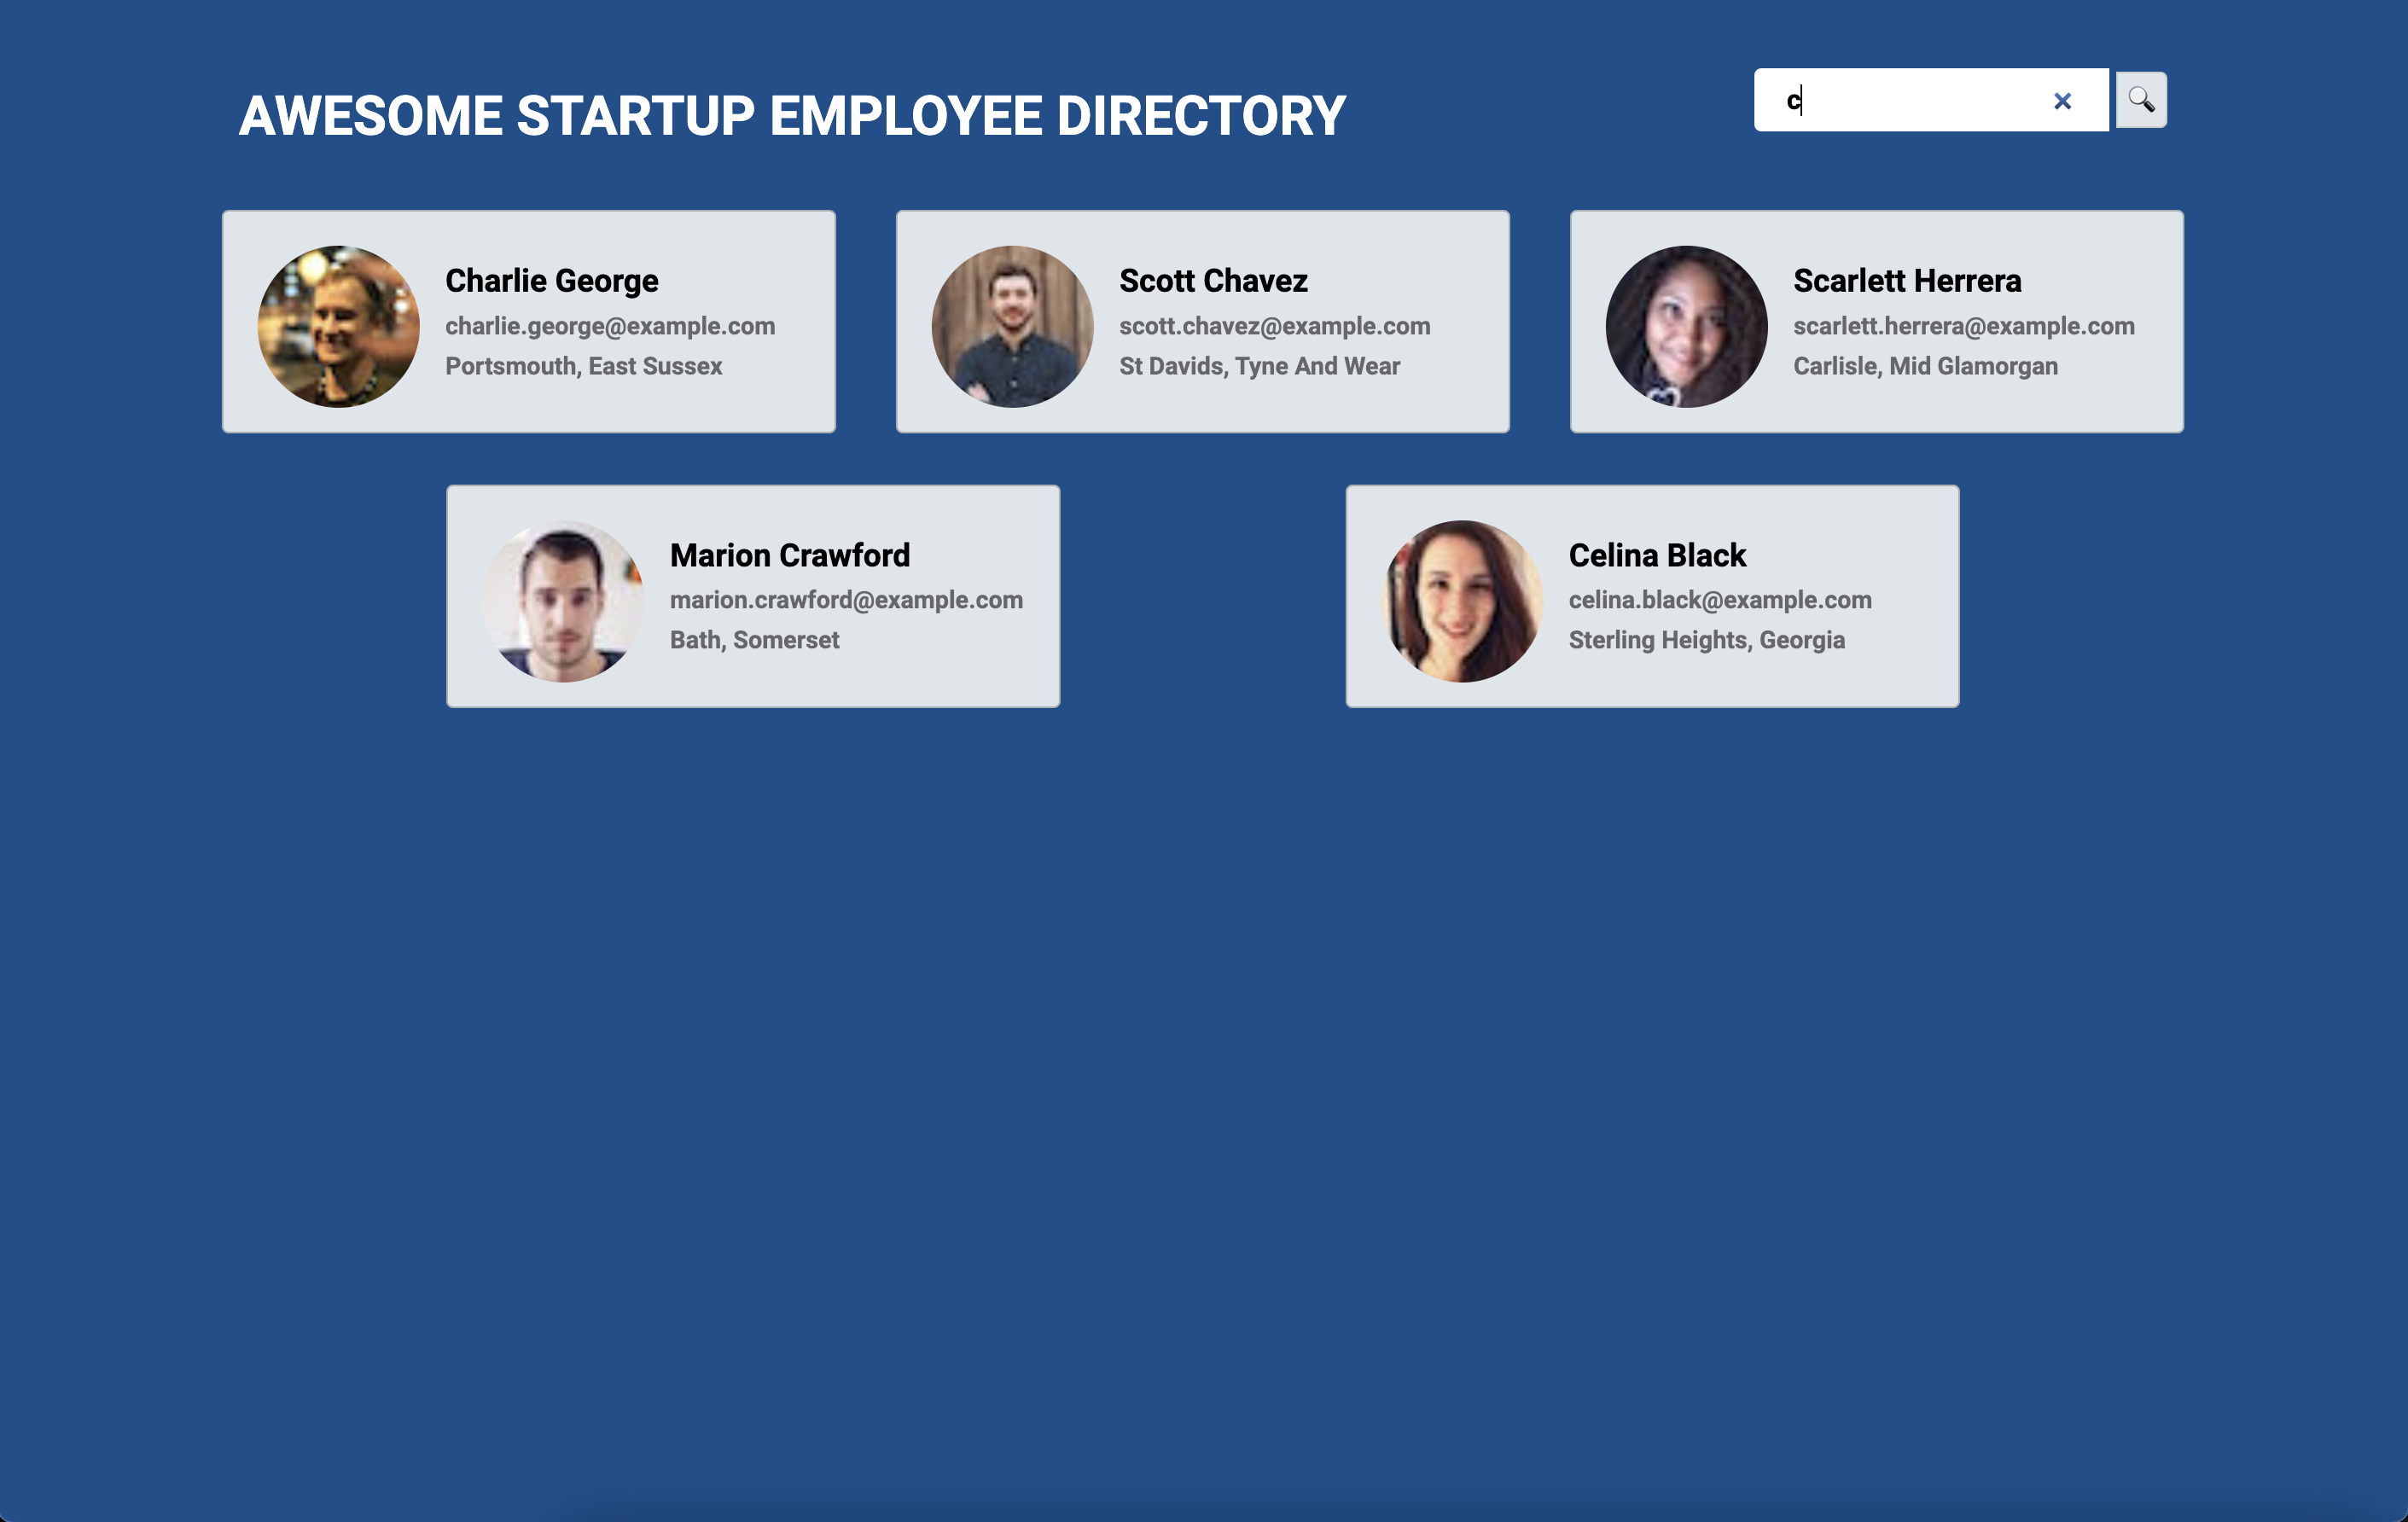 AWESOME STARTUP EMPLOYEE DIRECTORY
c
Charlie George
charlie.george@example.com
Portsmouth, East Sussex
Scott Chavez
scott.chavez@example.com
St Davids, Tyne And Wear
Scarlett Herrera
scarlett.herrera@example.com
Carlisle, Mid Glamorgan
Marion Crawford
marion.crawford@example.com
Bath, Somerset
Celina Black
celina.black@example.com
Sterling Heights, Georgia